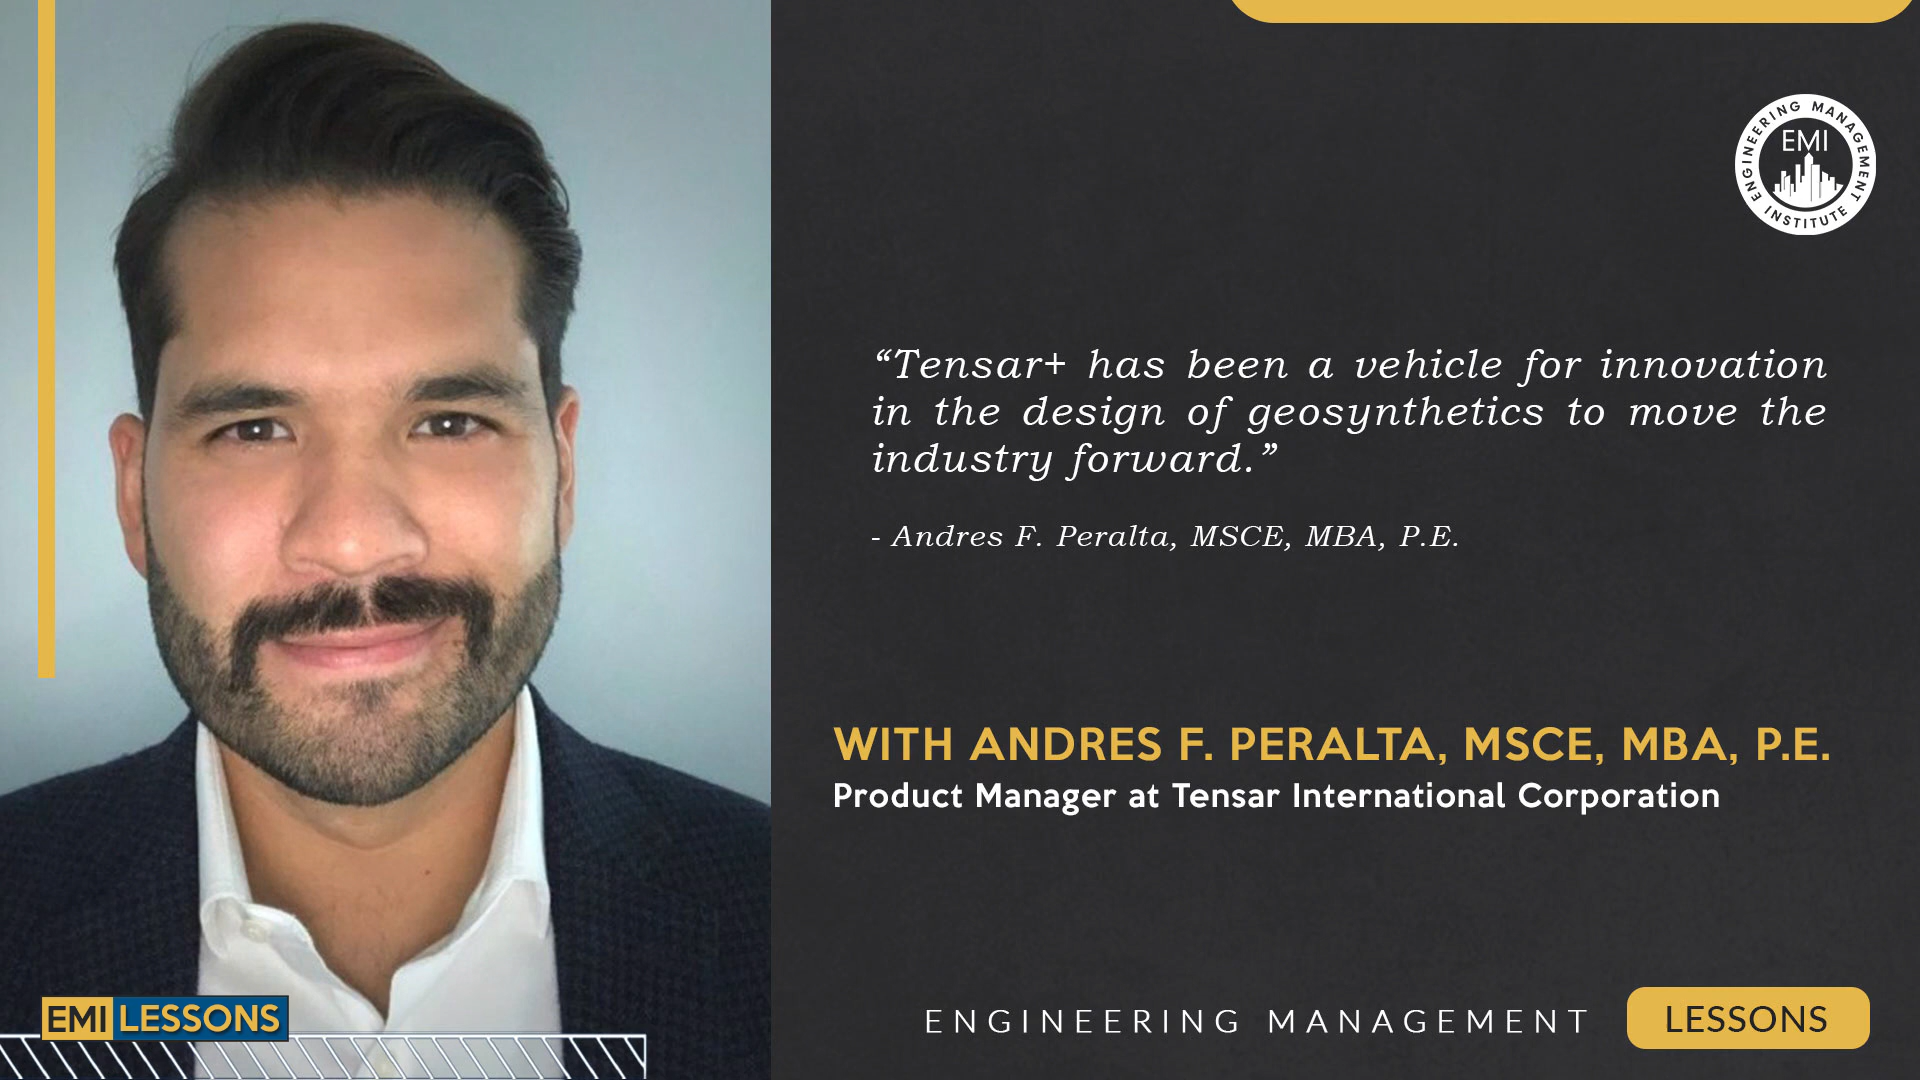 ENGINEERING MANAGEMENT INSTITUTE
EMI
“Tensar+ has been a vehicle for innovation
in the design of geosynthetics to move the
industry forward.”
- Andres F. Peralta, MSCE, MBA, P.E.
WITH ANDRES F. PERALTA, MSCE, MBA, P.E.
Product Manager at Tensar International Corporation
EMI LESSONS
ENGINEERING MANAGEMENT LESSONS